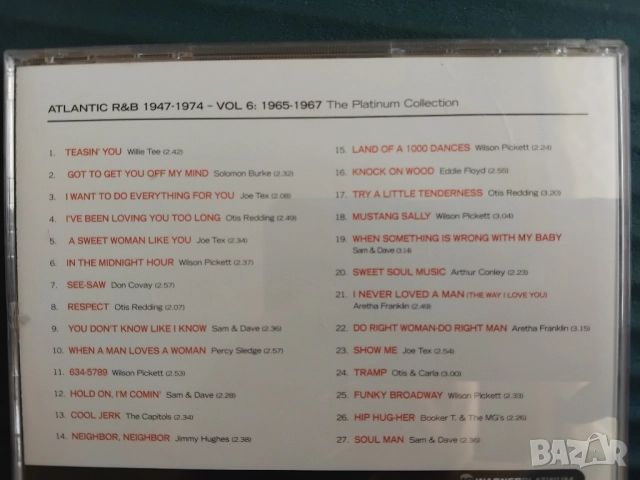 ATLANTIC R&B 1947-1974 – VOL 6: 1965-1967 The Platinum Collection
1. TEASIN' YOU Willie Tee (2.42)
2. GOT TO GET YOU OFF MY MIND Solomon Burke (2.32)
3. I WANT TO DO EVERYTHING FOR YOU Joe Tex (2.08)
4. I'VE BEEN LOVING YOU TOO LONG Otis Redding (2.49)
5. A SWEET WOMAN LIKE YOU Joe Tex (2.34)
6. IN THE MIDNIGHT HOUR Wilson Pickett (2.37)
7. SEE-SAW Don Covay (2.57)
8. RESPECT Otis Redding (2.07)
9. YOU DON'T KNOW LIKE I KNOW Sam & Dave (2.36)
10. WHEN A MAN LOVES A WOMAN Percy Sledge (2.57)
11. 634-5789 Wilson Pickett (2.53)
12. HOLD ON, I'M COMIN' Sam & Dave (2.28)
13. COOL JERK The Capitols (2.34)
14. NEIGHBOR, NEIGHBOR Jimmy Hughes (2.38)
15. LAND OF A 1000 DANCES Wilson Pickett (2.24)
16. KNOCK ON WOOD Eddie Floyd (2.55)
17. TRY A LITTLE TENDERNESS Otis Redding (3.20)
18. MUSTANG SALLY Wilson Pickett (3.04)
19. WHEN SOMETHING IS WRONG WITH MY BABY
Sam & Dave (3.14)
20. SWEET SOUL MUSIC Arthur Conley (2.23)
21. I NEVER LOVED A MAN (THE WAY I LOVE YOU)
Aretha Franklin (2.49)
22. DO RIGHT WOMAN-DO RIGHT MAN Aretha Franklin (3.15)
23. SHOW ME Joe Tex (2.54)
24. TRAMP Otis & Carla (3.00)
25. FUNKY BROADWAY Wilson Pickett (2.33)
26. HIP HUG-HER Booker T. & The MG's (2.26)
27. SOUL MAN Sam & Dave (2.36)
BAZAR
.bg